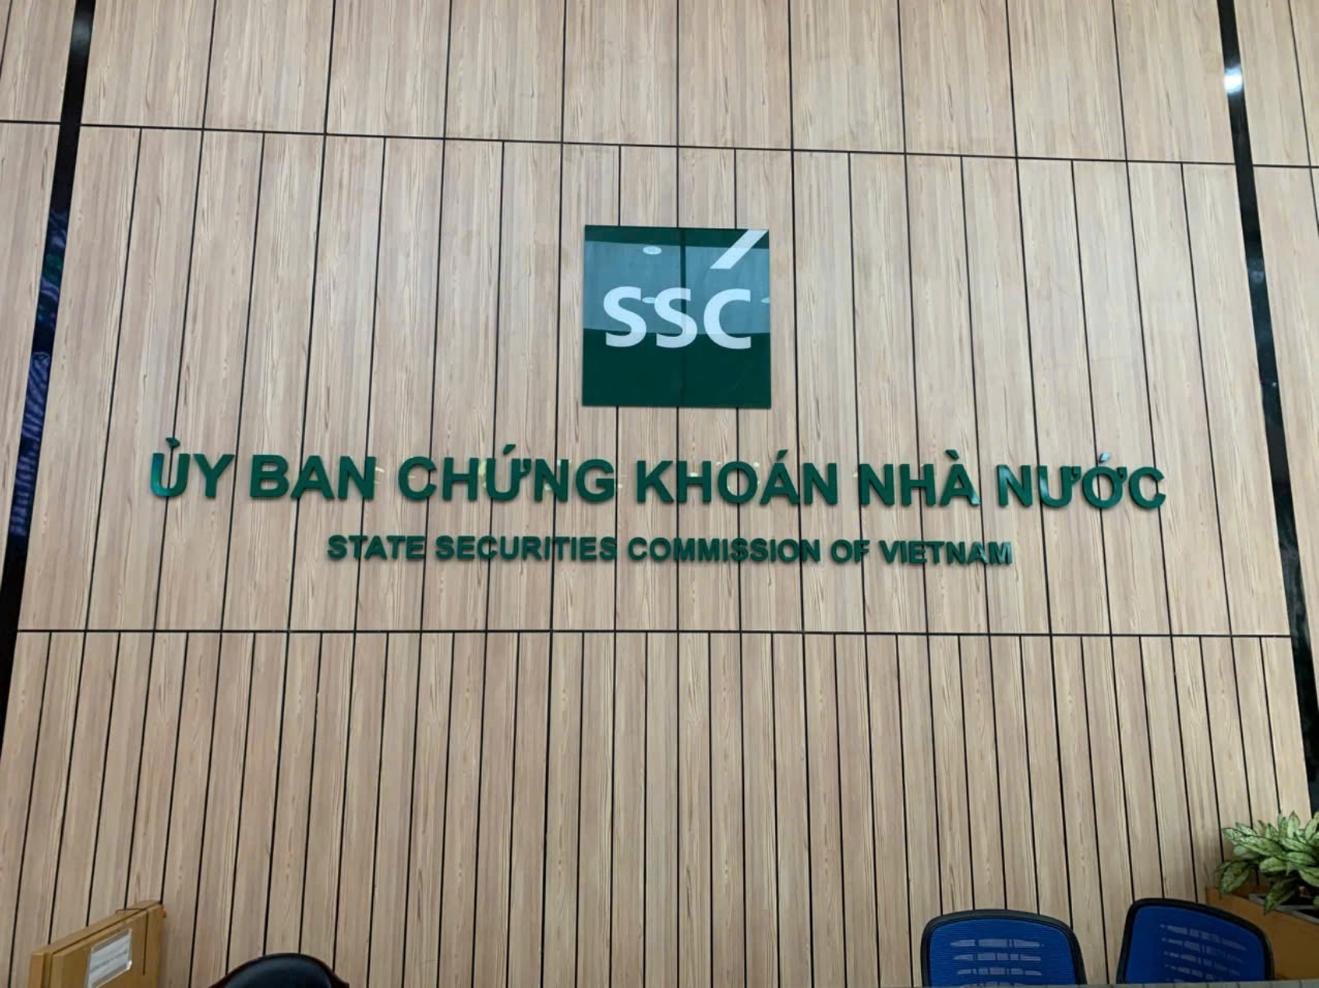 SSC
ỦY BAN CHỨNG KHOÁN NHÀ NƯỚC
STATE SECURITIES COMMISSION OF VIETNAM